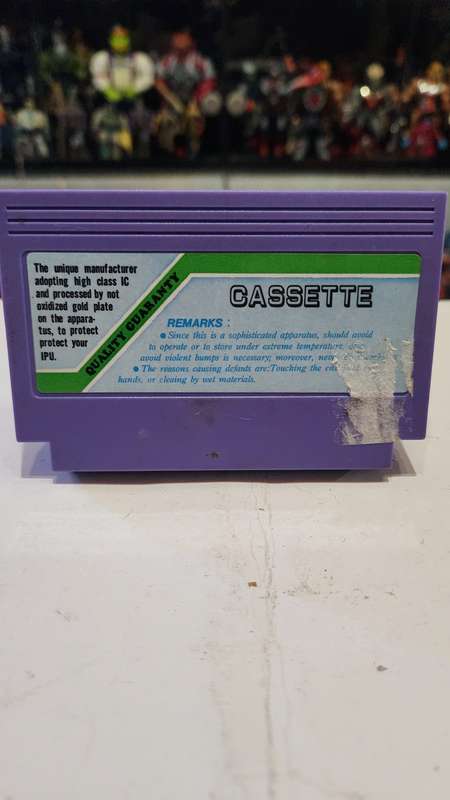 The unique manufacturer
adopting high class IC
and processed by not
oxidized gold plate
on the appara-
tus, to protect
protect your
IPU.
QUALITY GUARANTY
CASSETTE
REMARKS :
● Since this is a sophisticated apparatus, should avoid
to operate or to store under extreme temperature,
avoid violent bumps is necessary; moreover,
● The reasons causing defants are:Touching the
hands, or cleaing by wet materials.